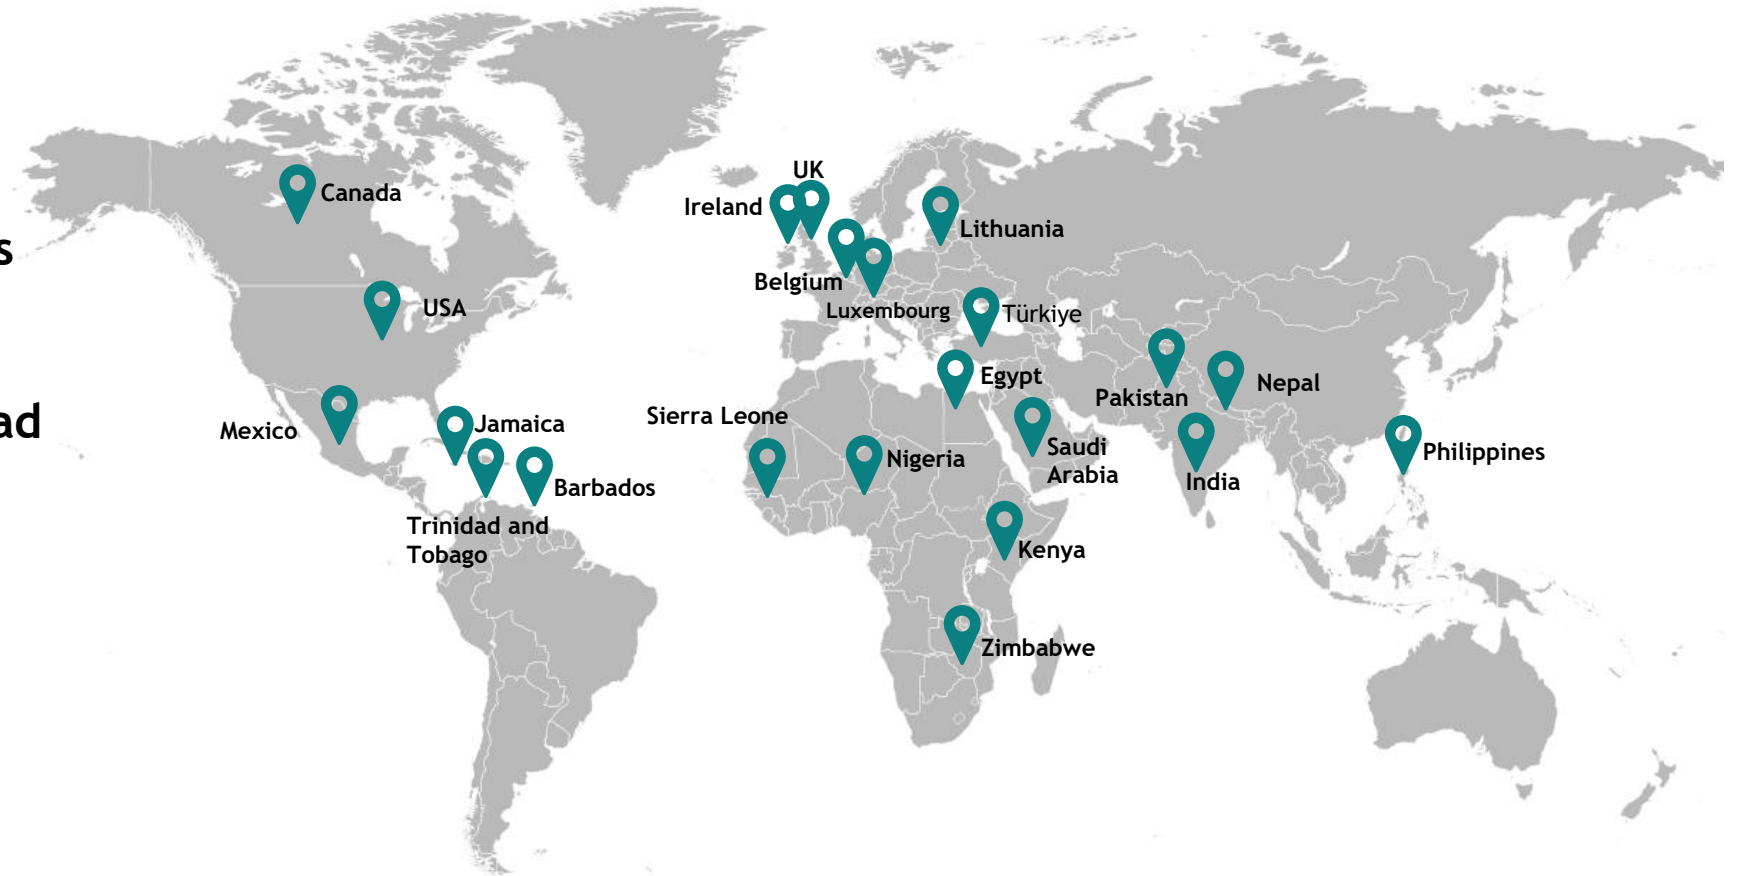 UK
Canada
Ireland
Lithuania
s
Belgium
USA
Luxembourg
Türkiye
Egypt
Nepal
Pakistan
ad
Sierra Leone
Jamaica
Mexico
Saudi
Arabia
Philippines
Nigeria
India
Barbados
Trinidad and
Tobago
Kenya
Zimbabwe